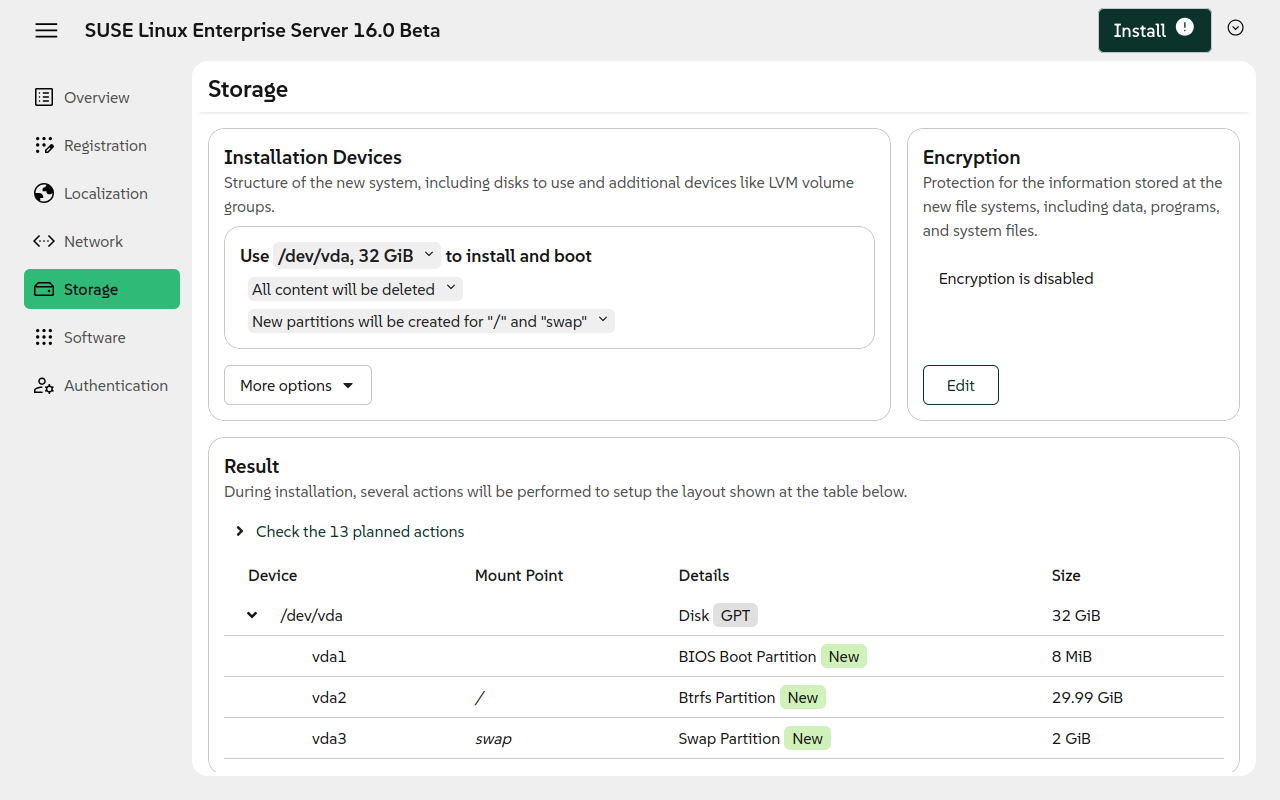 SUSE Linux Enterprise Server 16.0 Beta
Install
Overview
Registration
Localization
Network
Storage
Software
Authentication
Storage
Installation Devices
Structure of the new system, including disks to use and additional devices like LVM volume
groups.
Use /dev/vda, 32 GiB to install and boot
All content will be deleted
New partitions will be created for "/" and "swap"
More options
Encryption
Protection for the information stored at the
new file systems, including data, programs,
and system files.
Encryption is disabled
Edit
Result
During installation, several actions will be performed to setup the layout shown at the table below.
Check the 13 planned actions
Device Mount Point Details Size
/dev/vda Disk GPT 32 GiB
vda1 BIOS Boot Partition New 8 MiB
vda2 / Btrfs Partition New 29.99 GiB
vda3 swap Swap Partition New 2 GiB